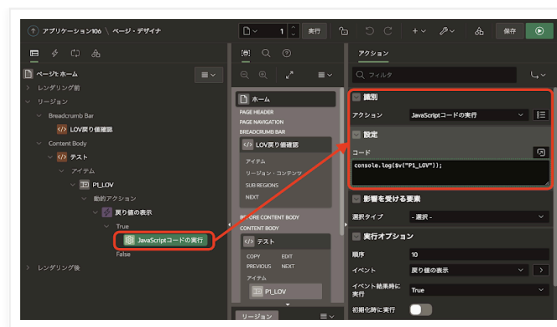 アプリケーション106 \ ページ・デザイナ
1
実行
保存
ページ1: ホーム
レンダリング前
リージョン
Breadcrumb Bar
LOV戻り値確認
Content Body
テスト
アイテム
P1_LOV
動的アクション
戻り値の表示
True
JavaScriptコードの実行
False
レンダリング後
ホーム
PAGE HEADER
PAGE NAVIGATION
BREADCRUMB BAR
LOV戻り値確認
アイテム
リージョン・コンテンツ
SUB REGIONS
NEXT
BEFORE CONTENT BODY
CONTENT BODY
テスト
COPY EDIT
PREVIOUS NEXT
アイテム
P1_LOV
リージョン
アクション
フィルタ
識別
アクション JavaScriptコードの実行
設定
コード
console.log($v("P1_LOV"));
影響を受ける要素
選択タイプ - 選択 -
実行オプション
順序 10
イベント 戻り値の表示
イベント結果時に実行 True
初期化時に実行